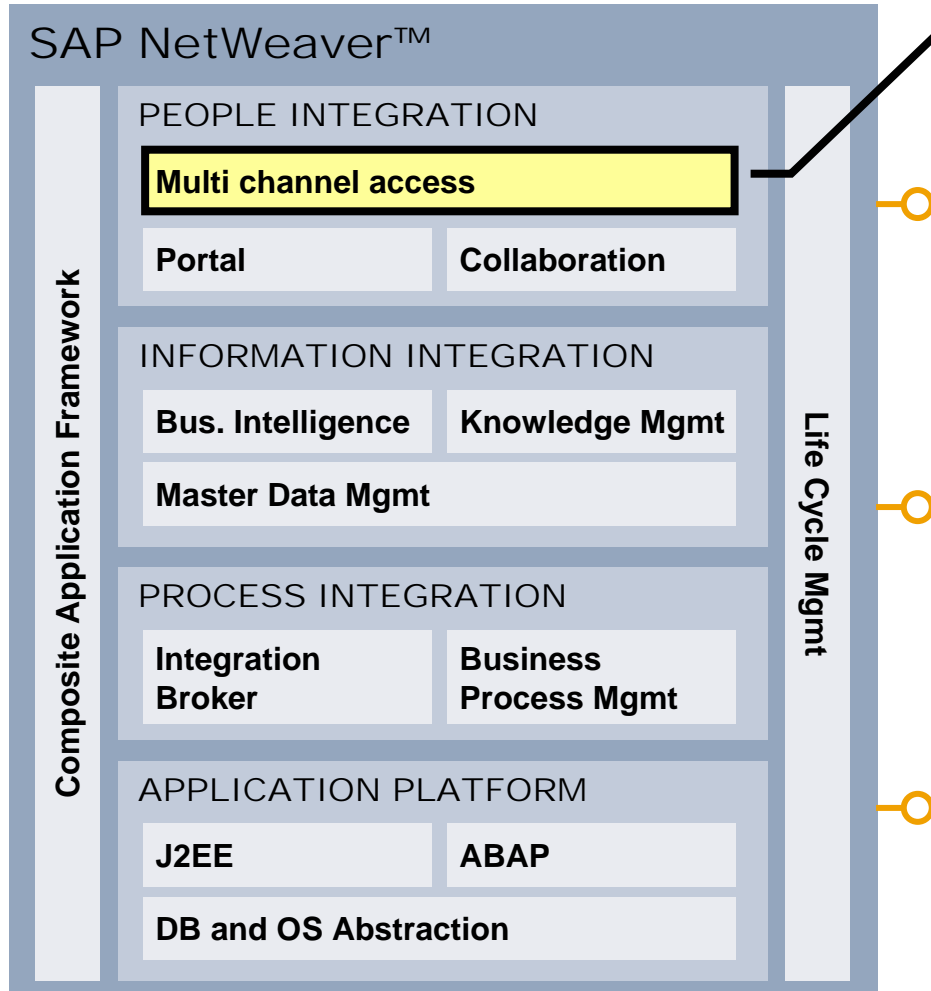 SAP NetWeaver™
PEOPLE INTEGRATION
Multi channel access
Portal
Collaboration
INFORMATION INTEGRATION
Bus. Intelligence
Knowledge Mgmt
Master Data Mgmt
PROCESS INTEGRATION
Integration
Broker
Business
Process Mgmt
APPLICATION PLATFORM
J2EE
ABAP
DB and OS Abstraction
Composite Application Framework
Life Cycle Mgmt